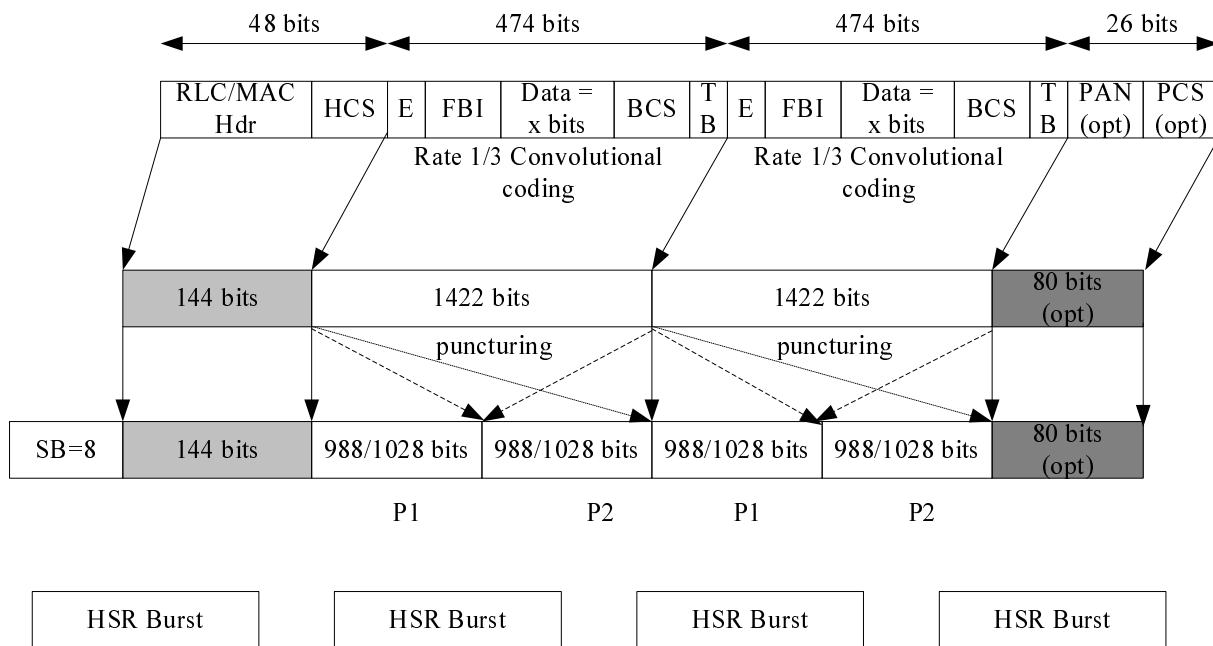 48 bits 474 bits 474 bits 26 bits
RLC/MAC Hdr HCS E FBI Data = x bits BCS T B E FBI Data = x bits BCS T B PAN (opt) PCS (opt)
Rate 1/3 Convolutional coding Rate 1/3 Convolutional coding
144 bits 1422 bits 1422 bits 80 bits (opt)
puncturing puncturing
SB=8 144 bits 988/1028 bits 988/1028 bits 988/1028 bits 988/1028 bits 80 bits (opt)
P1 P2 P1 P2
HSR Burst HSR Burst HSR Burst HSR Burst